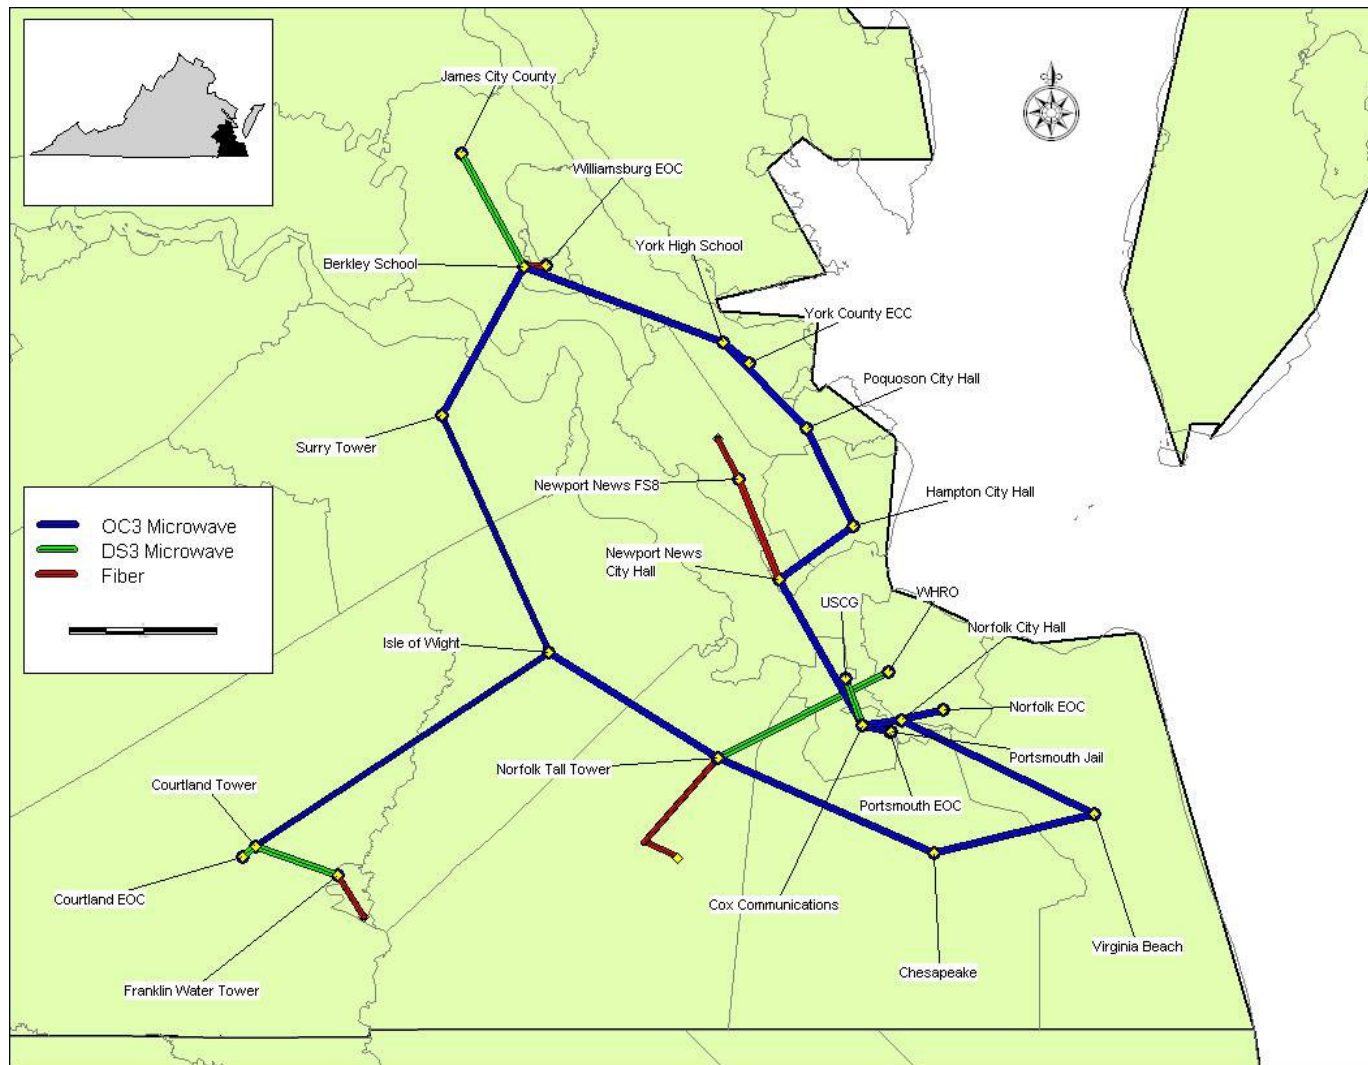 James City County
Williamsburg EOC
York High School
Berkley School
York County ECC
Poquoson City Hall
Surry Tower
Newport News FS8
Hampton City Hall
OC3 Microwave
DS3 Microwave
Fiber
Newport News
City Hall
USCG
WHRO
Norfolk City Hall
Isle of Wight
Norfolk EOC
Portsmouth Jail
Norfolk Tall Tower
Courtland Tower
Portsmouth EOC
Courtland EOC
Cox Communications
Virginia Beach
Chesapeake
Franklin Water Tower